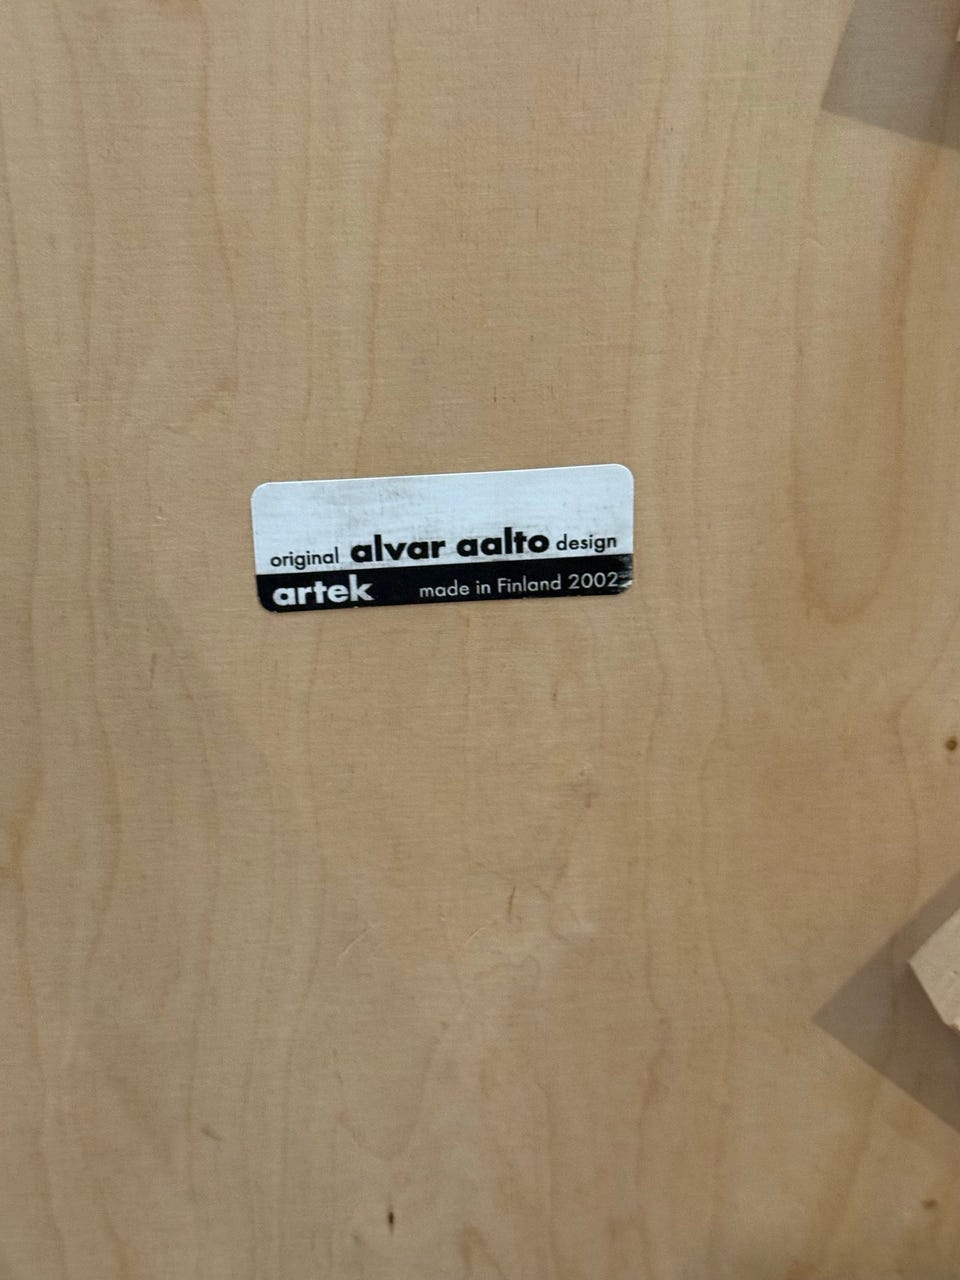 original alvar aalto design
artek made in Finland 2002